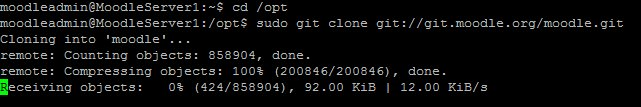 moodleadmin@MoodleServer1:~$ cd /opt
moodleadmin@MoodleServer1:/opt$ sudo git clone git://git.moodle.org/moodle.git
Cloning into 'moodle'...
remote: Counting objects: 858904, done.
remote: Compressing objects: 100% (200846/200846), done.
Receiving objects:   0% (424/858904), 92.00 KiB | 12.00 KiB/s